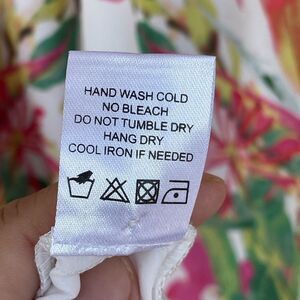 HAND WASH COLD
NO BLEACH
DO NOT TUMBLE DRY
HANG DRY
COOL IRON IF NEEDED